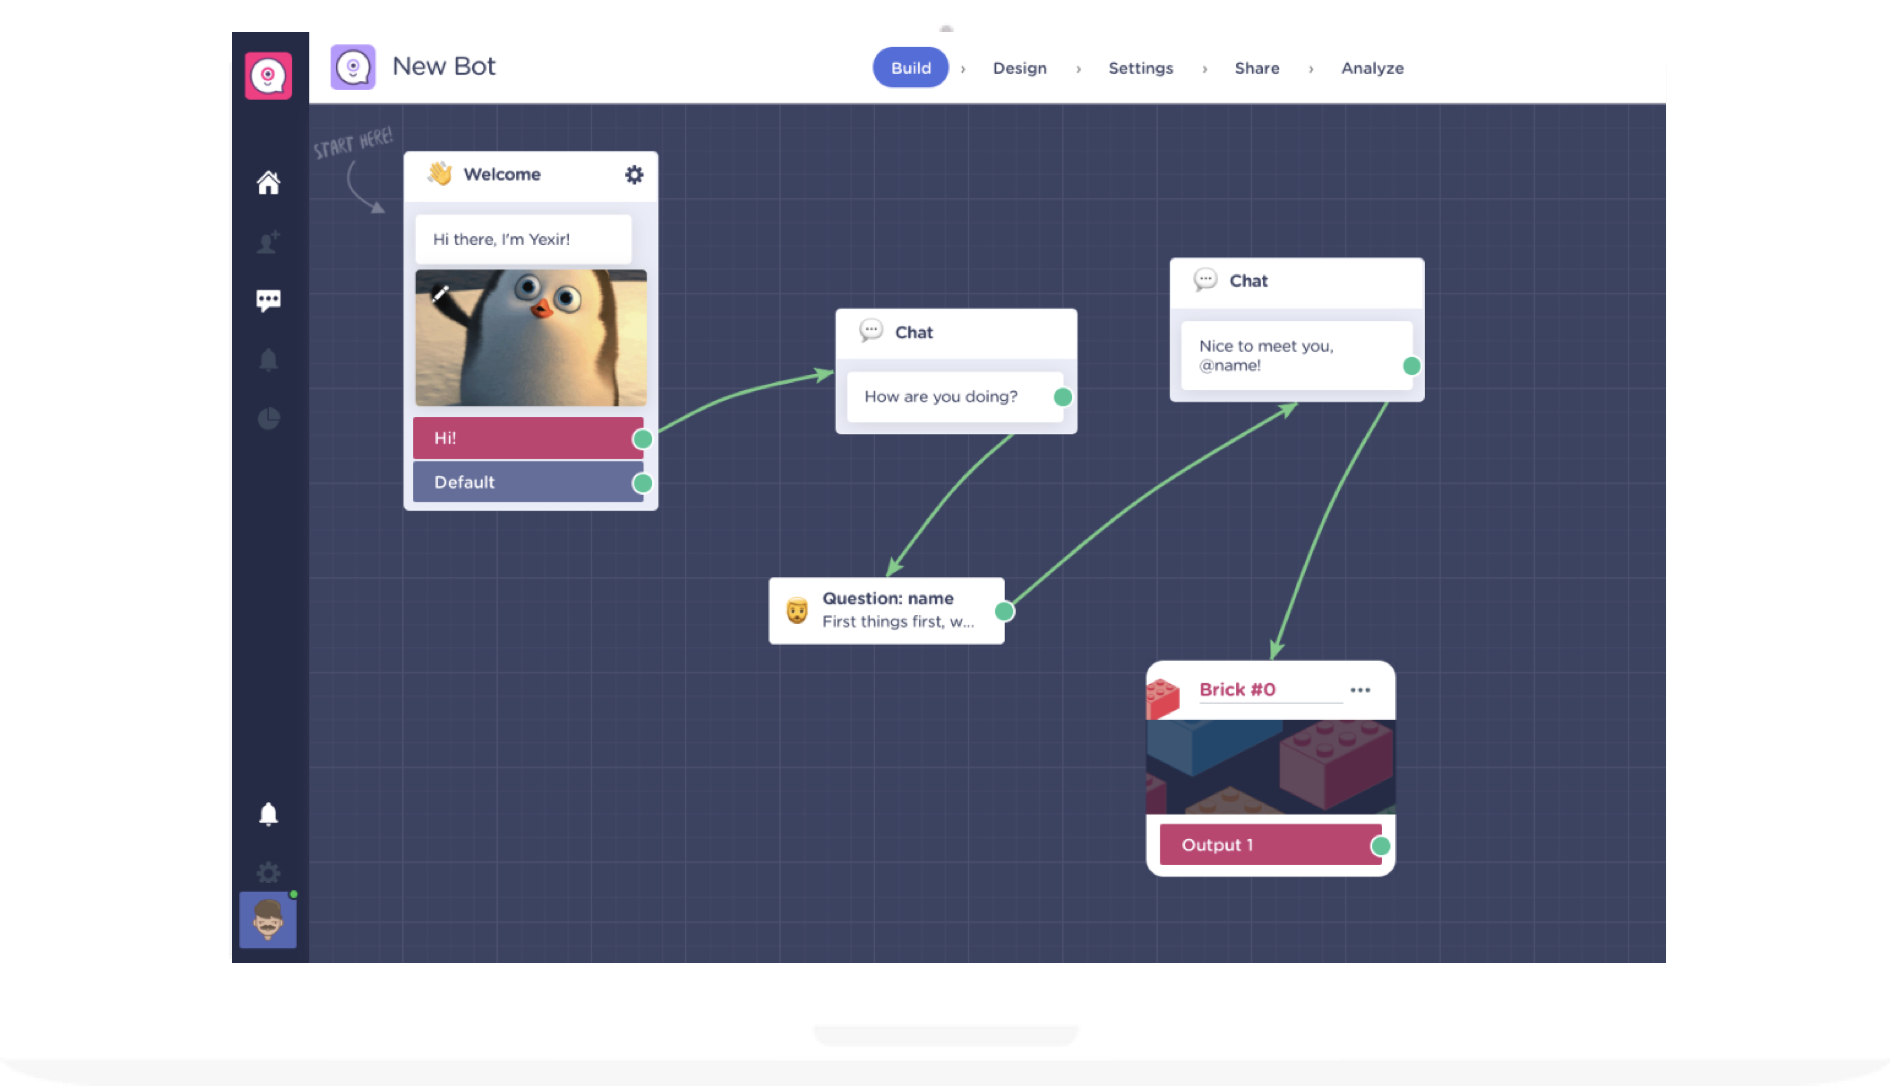 New Bot
Build › Design › Settings › Share › Analyze
START HERE!
Welcome
Hi there, I'm Yexir!
Hi!
Default
Chat
How are you doing?
Question: name
First things first, w...
Chat
Nice to meet you,
@name!
Brick #0
Output 1